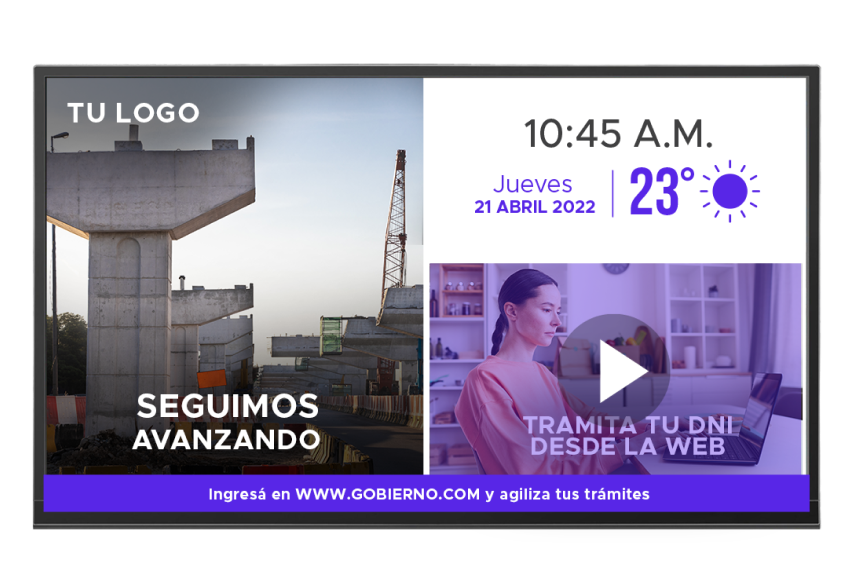 TU LOGO
SEGUIMOS
AVANZANDO
10:45 A.M.
Jueves
21 ABRIL 2022
23°
TRAMITA TU DNI
DESDE LA WEB
Ingresá en WWW.GOBIERNO.COM y agiliza tus trámites